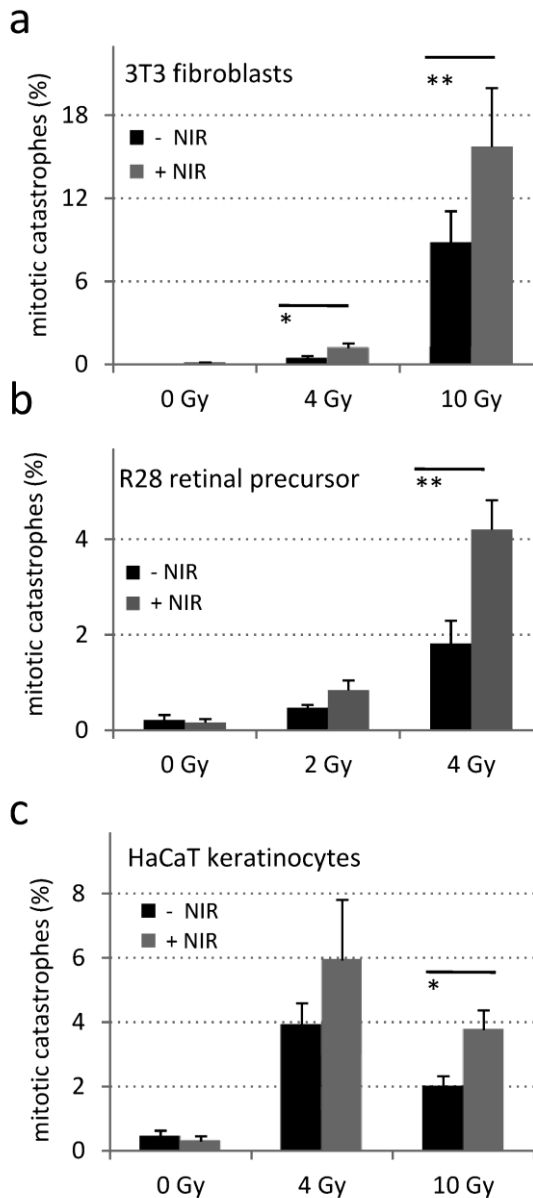 a
3T3 fibroblasts
mitotic catastrophes (%)
18
12
6
0
- NIR
+ NIR
*
**
0 Gy 4 Gy 10 Gy
b
R28 retinal precursor
mitotic catastrophes (%)
4
2
0
- NIR
+ NIR
**
0 Gy 2 Gy 4 Gy
c
HaCaT keratinocytes
mitotic catastrophes (%)
8
6
4
2
0
- NIR
+ NIR
*
0 Gy 4 Gy 10 Gy